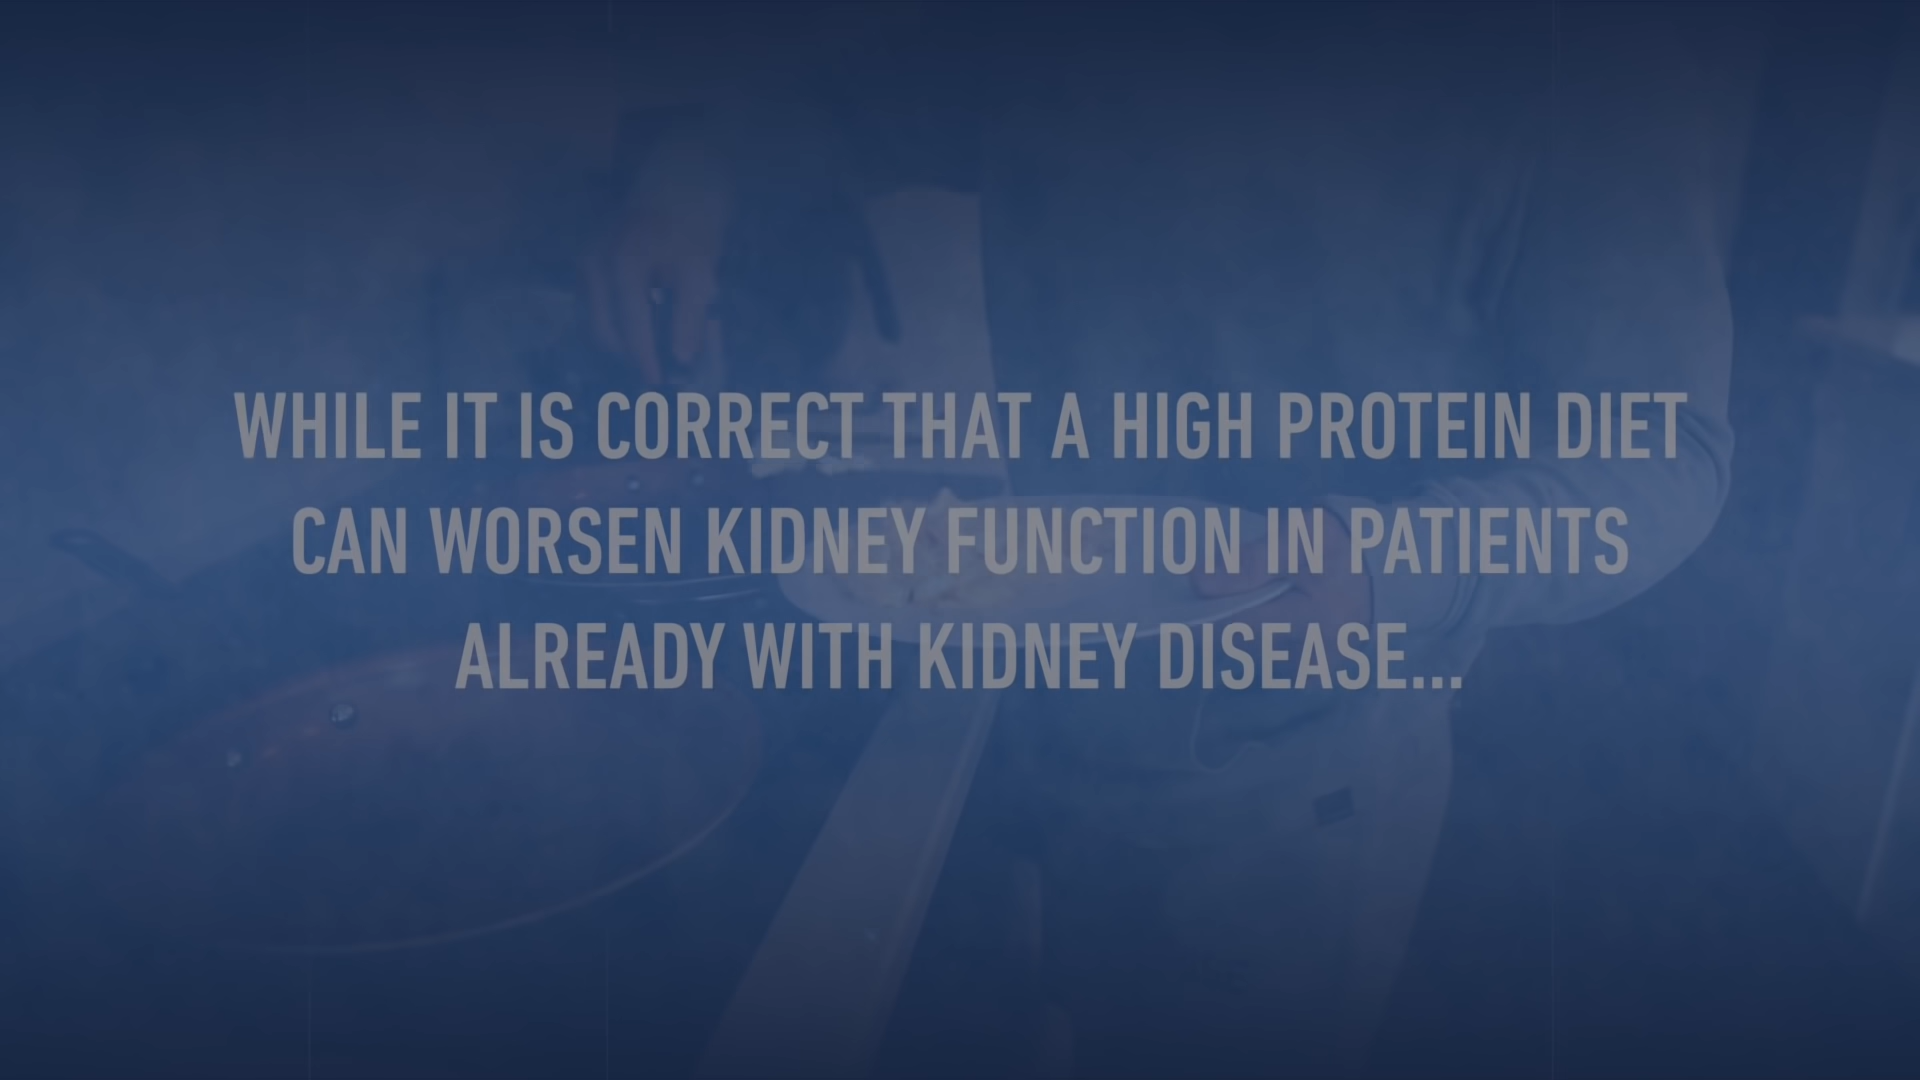 WHILE IT IS CORRECT THAT A HIGH PROTEIN DIET
CAN WORSEN KIDNEY FUNCTION IN PATIENTS
ALREADY WITH KIDNEY DISEASE...